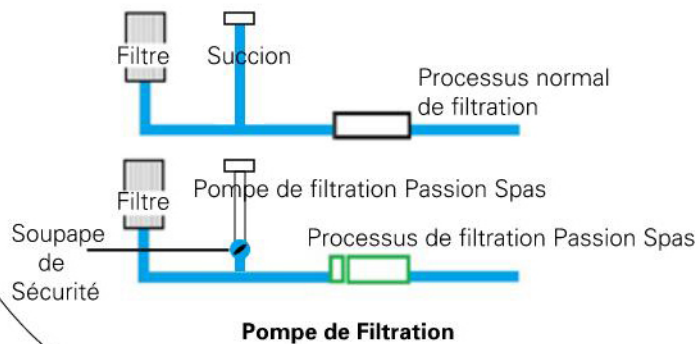 Filtre
Succion
Processus normal
de filtration
Filtre
Pompe de filtration Passion Spas
Soupape
de
Sécurité
Processus de filtration Passion Spas
Pompe de Filtration